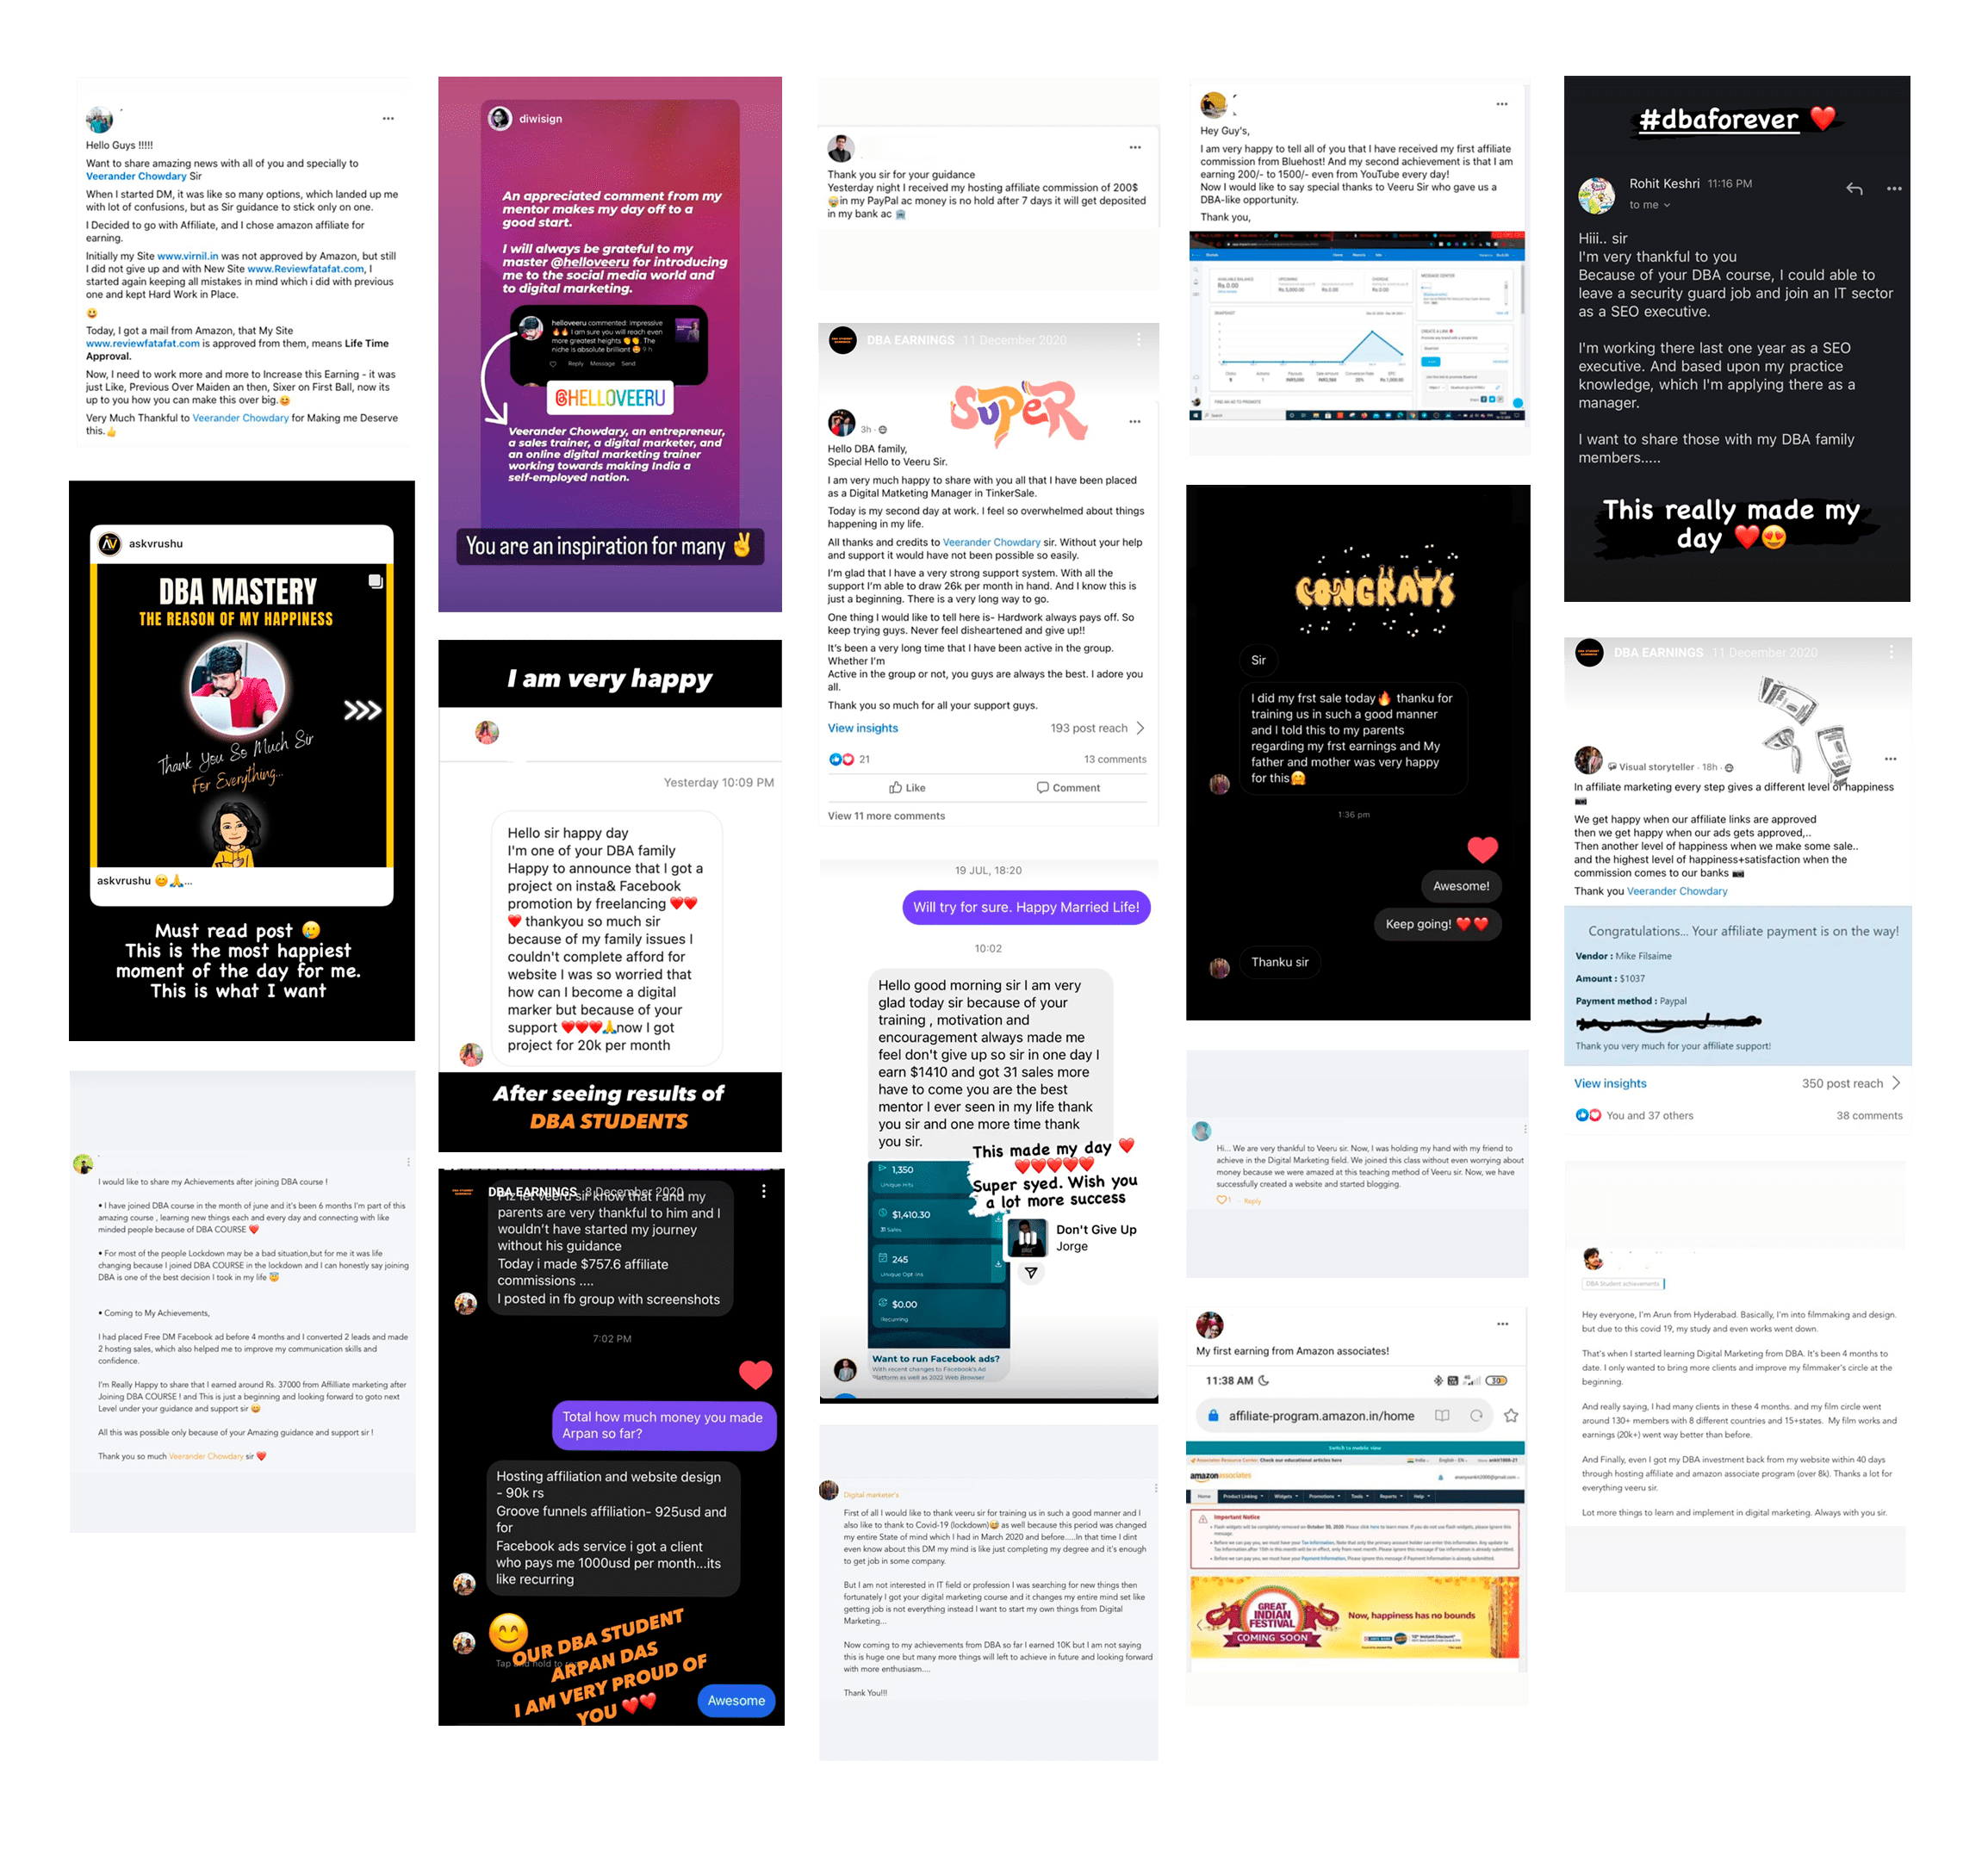 Hello Guys !!!!!
Want to share amazing news with all of you and specially to
Veerander Chowdary Sir
When I started DM, it was like so many options, which landed up me
with lot of confusions, but as Sir guidance to stick only on one.
I Decided to go with Affiliate, and I chose amazon affiliate for
earning.
Initially my Site www.virnil.in was not approved by Amazon, but still
I did not give up and with New Site www.Reviewfatafat.com, I
started again keeping all mistakes in mind which i did with previous
one and kept Hard Work in Place.
😃
Today, I got a mail from Amazon, that My Site
www.reviewfatafat.com is approved from them, means Life Time
Approval.
Now, I need to work more and more to Increase this Earning - it was
just Like, Previous Over Maiden an then, Sixer on First Ball, now its
up to you how you can make this over big.😊
Very Much Thankful to Veerander Chowdary for Making me Deserve
this.👍
askvrushu
DBA MASTERY
THE REASON OF MY HAPPINESS
Thank You So Much Sir
For Everything...
askvrushu 😊🙏...
Must read post 🥲
This is the most happiest
moment of the day for me.
This is what I want
I would like to share my Achievements after joining DBA course !
• I have joined DBA course in the month of june and it's been 6 months I'm part of this
amazing course , learning new things each and every day and connecting with like
minded people because of DBA COURSE ❤️
• For most of the people Lockdown may be a bad situation,but for me it was life
changing because I joined DBA COURSE in the lockdown and I can honestly say joining
DBA is one of the best decision I took in my life 😇
• Coming to My Achievements,
I had placed Free DM Facebook ad before 4 months and I converted 2 leads and made
2 hosting sales, which also helped me to improve my communication skills and
confidence.
I'm Really Happy to share that I earned around Rs. 37000 from Affilliate marketing after
Joining DBA COURSE ! and This is just a beginning and looking forward to goto next
Level under your guidance and support sir 😄
All this was possible only because of your Amazing guidance and support sir !
Thank you so much Veerander Chowdary sir ❤️
diwisign
An appreciated comment from my
mentor makes my day off to a
good start.
I will always be grateful to my
master @helloveeru for introducing
me to the social media world and
to digital marketing.
helloveeru commented: Impressive
🔥🔥 I am sure you will reach even
more greatest heights 👏👏. The
niche is absolute brilliant 🤩 9 h
Reply Message Send
@HELLOVEERU
Veerander Chowdary, an entrepreneur,
a sales trainer, a digital marketer, and
an online digital marketing trainer
working towards making India a
self-employed nation.
You are an inspiration for many ✌️
I am very happy
Yesterday 10:09 PM
Hello sir happy day
I'm one of your DBA family
Happy to announce that I got a
project on insta& Facebook
promotion by freelancing ❤️❤️
❤️ thankyou so much sir
because of my family issues I
couldn't complete afford for
website I was so worried that
how can I become a digital
marker but because of your
support ❤️❤️❤️🙏now I got
project for 20k per month
After seeing results of
DBA STUDENTS
DBA EARNINGS 8 December 2020
Plz let veeru sir know that i and my
parents are very thankful to him and I
wouldn't have started my journey
without his guidance
Today i made $757.6 affiliate
commissions ....
I posted in fb group with screenshots
7:02 PM
Total how much money you made
Arpan so far?
Hosting affiliation and website design
- 90k rs
Groove funnels affiliation- 925usd and
for
Facebook ads service i got a client
who pays me 1000usd per month...its
like recurring
Tap and hold to
OUR DBA STUDENT
ARPAN DAS
I AM VERY PROUD OF
YOU ❤️❤️
Awesome
Thank you sir for your guidance
Yesterday night I received my hosting affiliate commission of 200$
in my PayPal ac money is no hold after 7 days it will get deposited
in my bank ac 🏦
DBA EARNINGS 11 December 2020
SUPER
3h
Hello DBA family,
Special Hello to Veeru Sir.
I am very much happy to share with you all that I have been placed
as a Digital Matketing Manager in TinkerSale.
Today is my second day at work. I feel so overwhelmed about things
happening in my life.
All thanks and credits to Veerander Chowdary sir. Without your help
and support it would have not been possible so easily.
I'm glad that I have a very strong support system. With all the
support I'm able to draw 26k per month in hand. And I know this is
just a beginning. There is a very long way to go.
One thing I would like to tell here is- Hardwork always pays off. So
keep trying guys. Never feel disheartened and give up!!
It's been a very long time that I have been active in the group.
Whether I'm
Active in the group or not, you guys are always the best. I adore you
all.
Thank you so much for all your support guys.
View insights 193 post reach
21 13 comments
Like Comment
View 11 more comments
19 JUL, 18:20
Will try for sure. Happy Married Life!
10:02
Hello good morning sir I am very
glad today sir because of your
training , motivation and
encouragement always made me
feel don't give up so sir in one day I
earn $1410 and got 31 sales more
have to come you are the best
mentor I ever seen in my life thank
you sir and one more time thank
you sir.
This made my day ❤️
❤️❤️❤️❤️❤️
Super syed. Wish you
a lot more success
1,350
Unique Hits
$1,410.30
31 Sales
245
Unique Opt Ins
$0.00
Recurring
Don't Give Up
Jorge
Want to run Facebook ads?
With recent changes to Facebook's Ad
Platform as well as 2022 Web Browser
Digital marketer's
First of all I would like to thank veeru sir for training us in such a good manner and I
also like to thank to Covid-19 (lockdown)😅 as well because this period was changed
my entire State of mind which I had in March 2020 and before.....In that time I dint
even know about this DM my mind is like just completing my degree and it's enough
to get job in some company.
But I am not interested in IT field or profession I was searching for new things then
fortunately I got your digital marketing course and it changes my entire mind set like
getting job is not everything instead I want to start my own things from Digital
Marketing...
Now coming to my achievements from DBA so far I earned 10K but I am not saying
this is huge one but many more things will left to achieve in future and looking forward
with more enthusiasm....
Thank You!!!
Hey Guy's,
I am very happy to tell all of you that I have received my first affiliate
commission from Bluehost! And my second achievement is that I am
earning 200/- to 1500/- even from YouTube every day!
Now I would like to say special thanks to Veeru Sir who gave us a
DBA-like opportunity.
Thank you,
AVAILABLE BALANCE
Rs.0.00
SNAPSHOT
MESSAGE CENTER
CREATE A LINK
FIND AN AD TO PROMOTE
CONGRATS
Sir
I did my frst sale today🔥 thanku for
training us in such a good manner
and I told this to my parents
regarding my frst earnings and My
father and mother was very happy
for this🤗
1:36 pm
Awesome!
Keep going! ❤️❤️
Thanku sir
Hi... We are very thankful to Veeru sir. Now, I was holding my hand with my friend to
achieve in the Digital Marketing field. We joined this class without even worrying about
money because we were amazed at this teaching method of Veeru sir. Now, we have
successfully created a website and started blogging.
1 · Reply
My first earning from Amazon associates!
11:38 AM
affiliate-program.amazon.in/home
Switch to mobile view
Associates Resource Center: Check our educational articles here
amazon associates
Home Product Linking Widgets Promotions Tools Reports Help
Important Notice
GREAT
INDIAN
FESTIVAL
COMING SOON
Now, happiness has no bounds
#dbaforever ❤️
Rohit Keshri 11:16 PM
to me
Hiii.. sir
I'm very thankful to you
Because of your DBA course, I could able to
leave a security guard job and join an IT sector
as a SEO executive.
I'm working there last one year as a SEO
executive. And based upon my practice
knowledge, which I'm applying there as a
manager.
I want to share those with my DBA family
members.....
This really made my
day ❤️😍
DBA EARNINGS 11 December 2020
Visual storyteller · 18h
In affiliate marketing every step gives a different level of happiness
We get happy when our affiliate links are approved
then we get happy when our ads gets approved,..
Then another level of happiness when we make some sale..
and the highest level of happiness+satisfaction when the
commission comes to our banks
Thank you Veerander Chowdary
Congratulations... Your affiliate payment is on the way!
Vendor : Mike Filsaime
Amount : $1037
Payment method : Paypal
Thank you very much for your affiliate support!
View insights 350 post reach
You and 37 others 38 comments
DBA Student achievements
Hey everyone, I'm Arun from Hyderabad. Basically, I'm into filmmaking and design.
but due to this covid 19, my study and even works went down.
That's when I started learning Digital Marketing from DBA. It's been 4 months to
date. I only wanted to bring more clients and improve my filmmaker's circle at the
beginning.
And really saying, I had many clients in these 4 months. and my film circle went
around 130+ members with 8 different countries and 15+states. My film works and
earnings (20k+) went way better than before.
And Finally, even I got my DBA investment back from my website within 40 days
through hosting affiliate and amazon associate program (over 8k). Thanks a lot for
everything veeru sir.
Lot more things to learn and implement in digital marketing. Always with you sir.